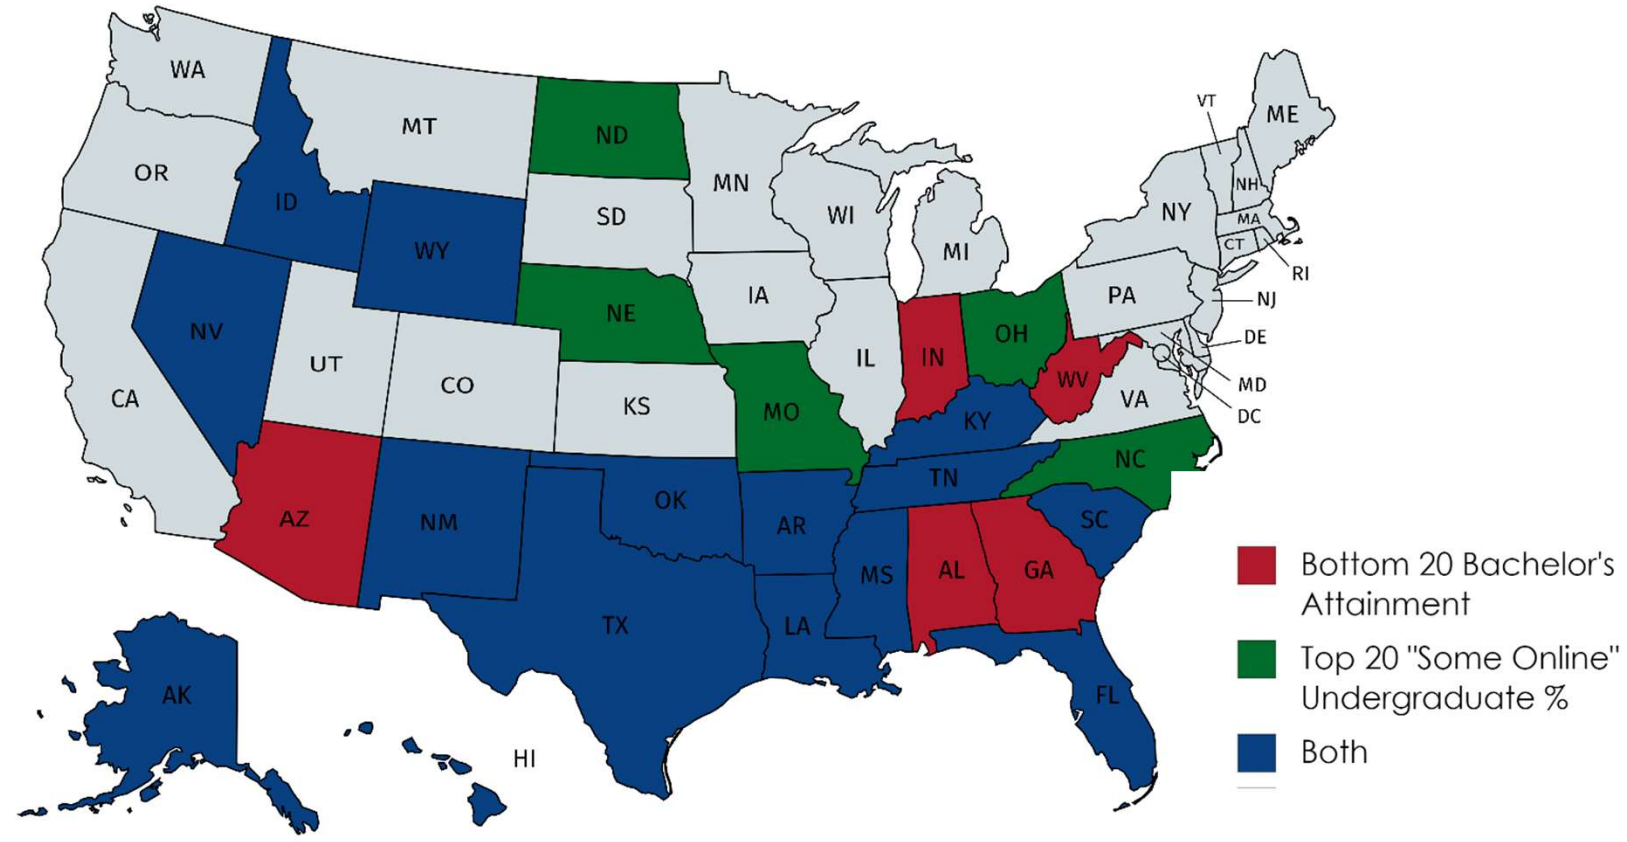 WA
MT
ND
MN
ME
VT
OR
ID
SD
WI
NH
NY
MA
WY
MI
CT
RI
IA
PA
NJ
NE
NV
OH
DE
UT
IL
IN
CO
WV
MD
CA
KS
MO
VA
DC
KY
NC
TN
OK
AZ
NM
AR
SC
MS
AL
GA
Bottom 20 Bachelor's
Attainment
TX
LA
Top 20 "Some Online"
Undergraduate %
AK
FL
HI
Both